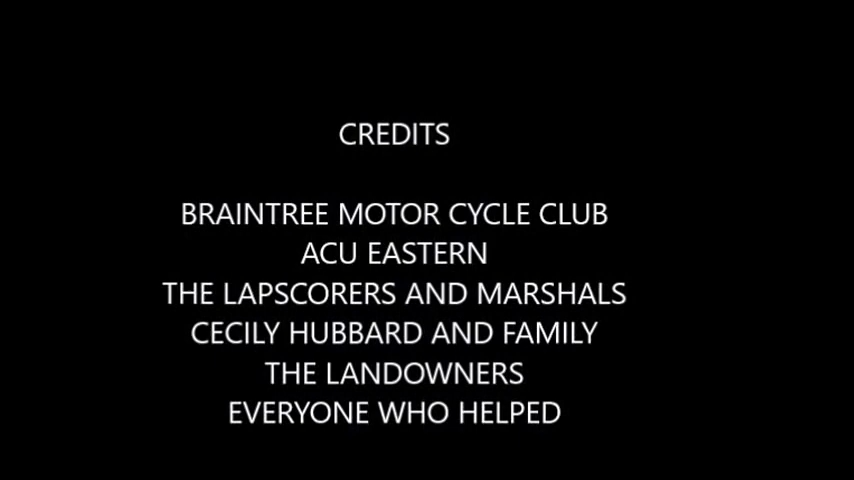 CREDITS
BRAINTREE MOTOR CYCLE CLUB
ACU EASTERN
THE LAPSCORERS AND MARSHALS
CECILY HUBBARD AND FAMILY
THE LANDOWNERS
EVERYONE WHO HELPED